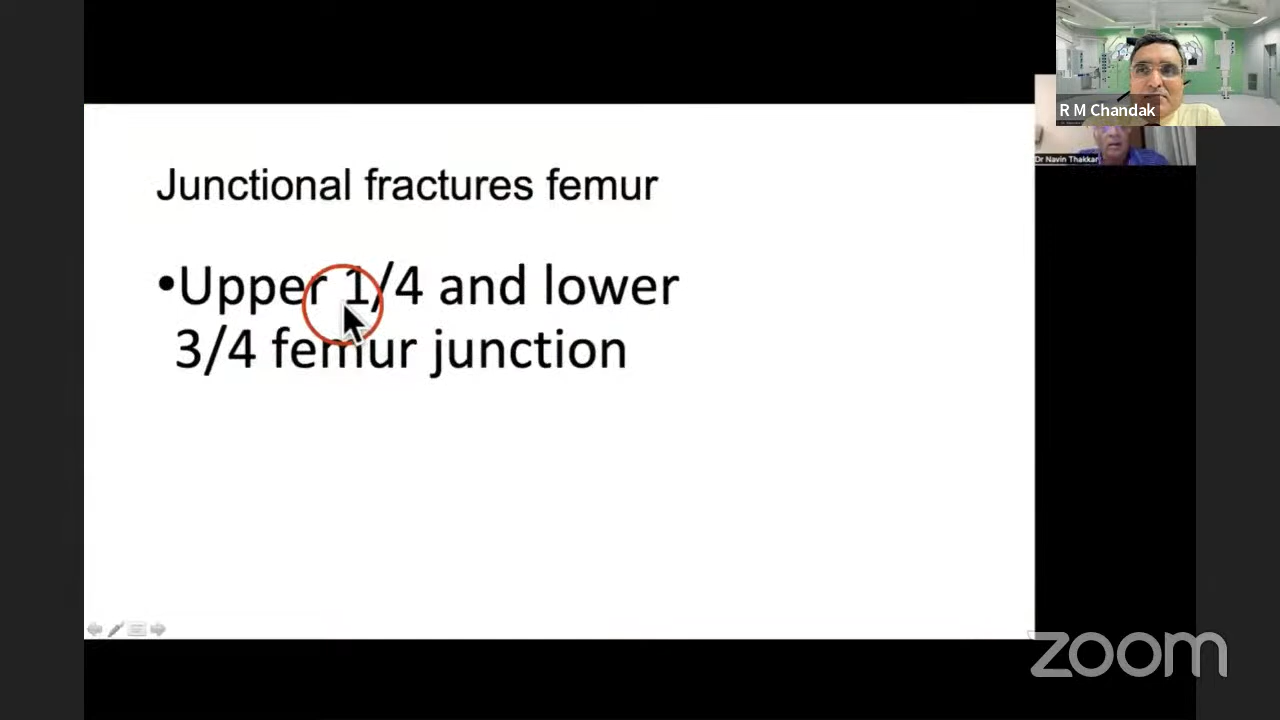 R M Chandak
Dr Navin Thakkar
Junctional fractures femur
•Upper 1/4 and lower
3/4 femur junction
zoom